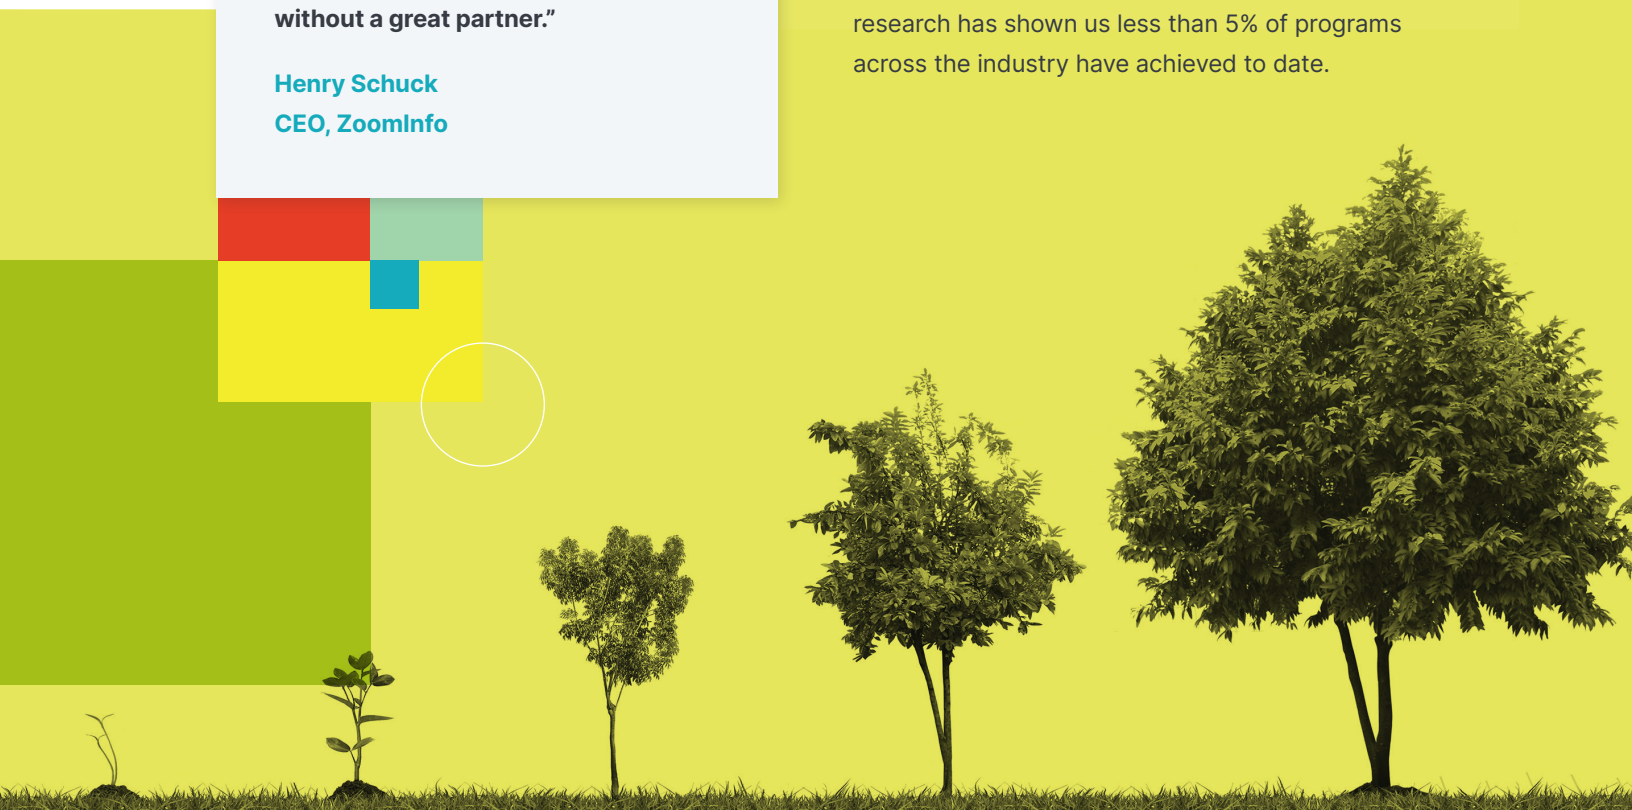 without a great partner.”
Henry Schuck
CEO, ZoomInfo
research has shown us less than 5% of programs
across the industry have achieved to date.